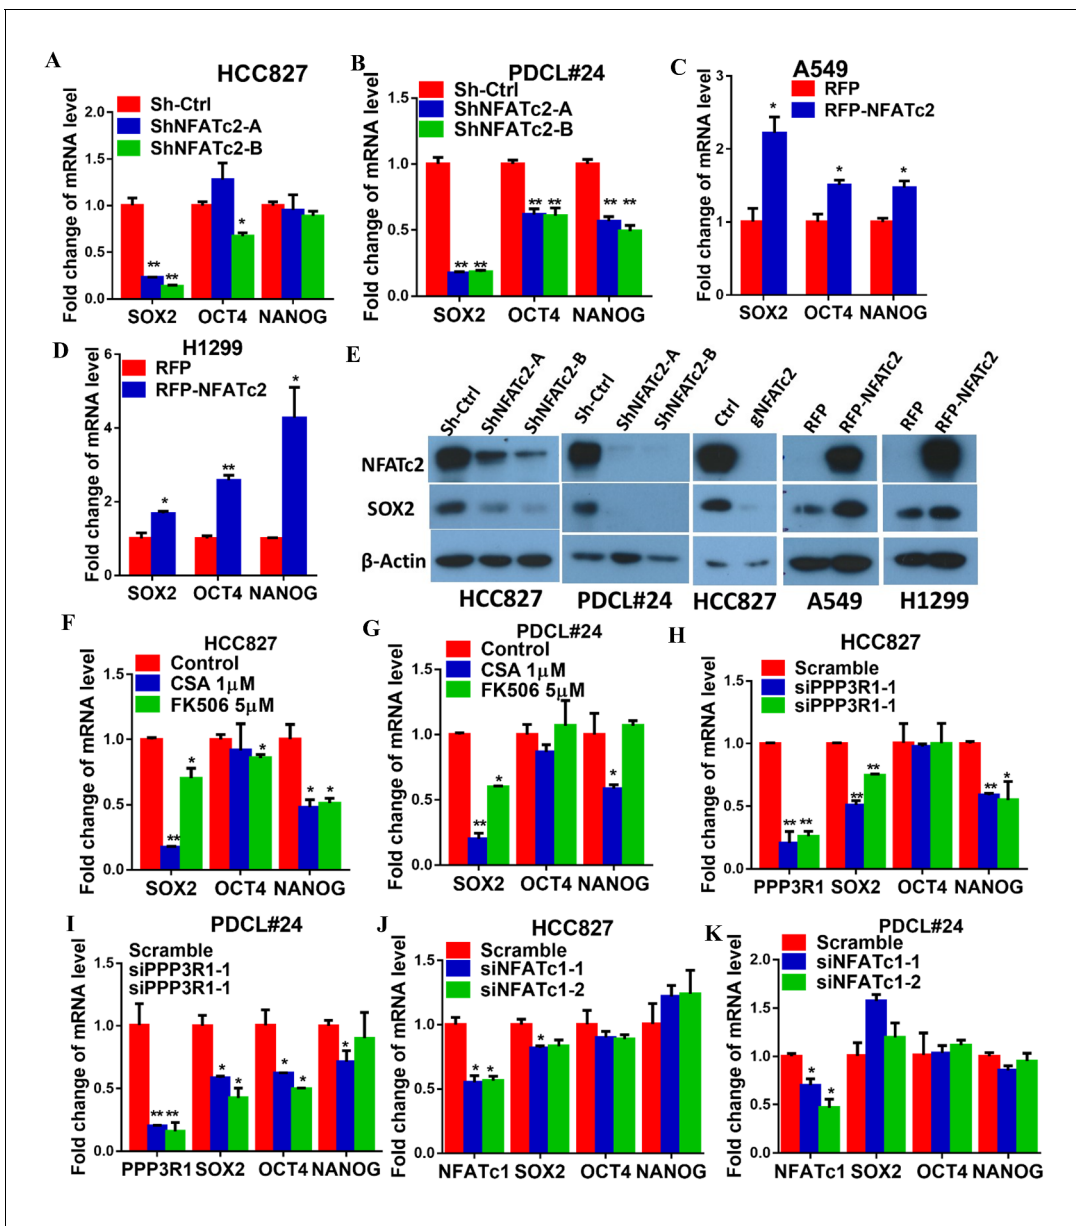 A
HCC827
Fold change of mRNA level
Sh-Ctrl
ShNFATc2-A
ShNFATc2-B
2.0
1.5
1.0
0.5
0.0
** ** *
SOX2 OCT4 NANOG
B
PDCL#24
Fold change of mRNA level
Sh-Ctrl
ShNFATc2-A
ShNFATc2-B
1.5
1.0
0.5
0.0
** ** ** ** ** **
SOX2 OCT4 NANOG
C
A549
Fold change of mRNA level
RFP
RFP-NFATc2
3
2
1
0
* * *
SOX2 OCT4 NANOG
D
H1299
Fold change of mRNA level
RFP
RFP-NFATc2
6
4
2
0
* ** *
SOX2 OCT4 NANOG
E
Sh-Ctrl ShNFATc2-A ShNFATc2-B Sh-Ctrl ShNFATc2-A ShNFATc2-B Ctrl gNFATc2 RFP RFP-NFATc2 RFP RFP-NFATc2
NFATc2
SOX2
β-Actin
HCC827 PDCL#24 HCC827 A549 H1299
F
HCC827
Fold change of mRNA level
Control
CSA 1μM
FK506 5μM
1.5
1.0
0.5
0.0
** * * * *
SOX2 OCT4 NANOG
G
PDCL#24
Fold change of mRNA level
Control
CSA 1μM
FK506 5μM
1.5
1.0
0.5
0.0
** * *
SOX2 OCT4 NANOG
H
HCC827
Fold change of mRNA level
Scramble
siPPP3R1-1
siPPP3R1-1
1.5
1.0
0.5
0.0
** ** ** ** ** *
PPP3R1 SOX2 OCT4 NANOG
I
PDCL#24
Fold change of mRNA level
Scramble
siPPP3R1-1
siPPP3R1-1
1.5
1.0
0.5
0.0
** ** * * * * *
PPP3R1 SOX2 OCT4 NANOG
J
HCC827
Fold change of mRNA level
Scramble
siNFATc1-1
siNFATc1-2
1.5
1.0
0.5
0.0
* * *
NFATc1 SOX2 OCT4 NANOG
K
PDCL#24
Fold change of mRNA level
Scramble
siNFATc1-1
siNFATc1-2
2.0
1.5
1.0
0.5
0.0
* *
NFATc1 SOX2 OCT4 NANOG